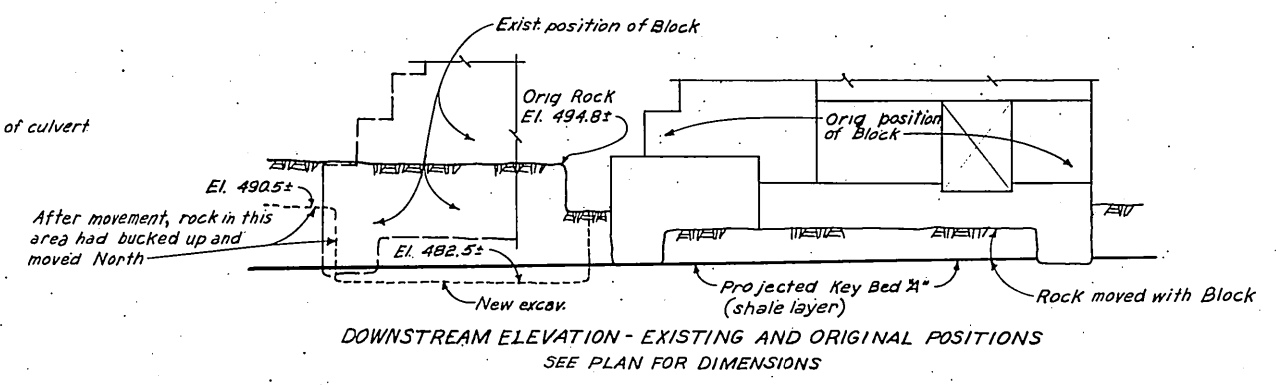 Exist. position of Block
of culvert
Orig Rock
El. 494.8±
Orig position
of Block
El. 490.5±
After movement, rock in this
area had bucked up and
moved North
El. 482.5±
New excav.
Projected Key Bed "A"
(shale layer)
Rock moved with Block
DOWNSTREAM ELEVATION - EXISTING AND ORIGINAL POSITIONS
SEE PLAN FOR DIMENSIONS